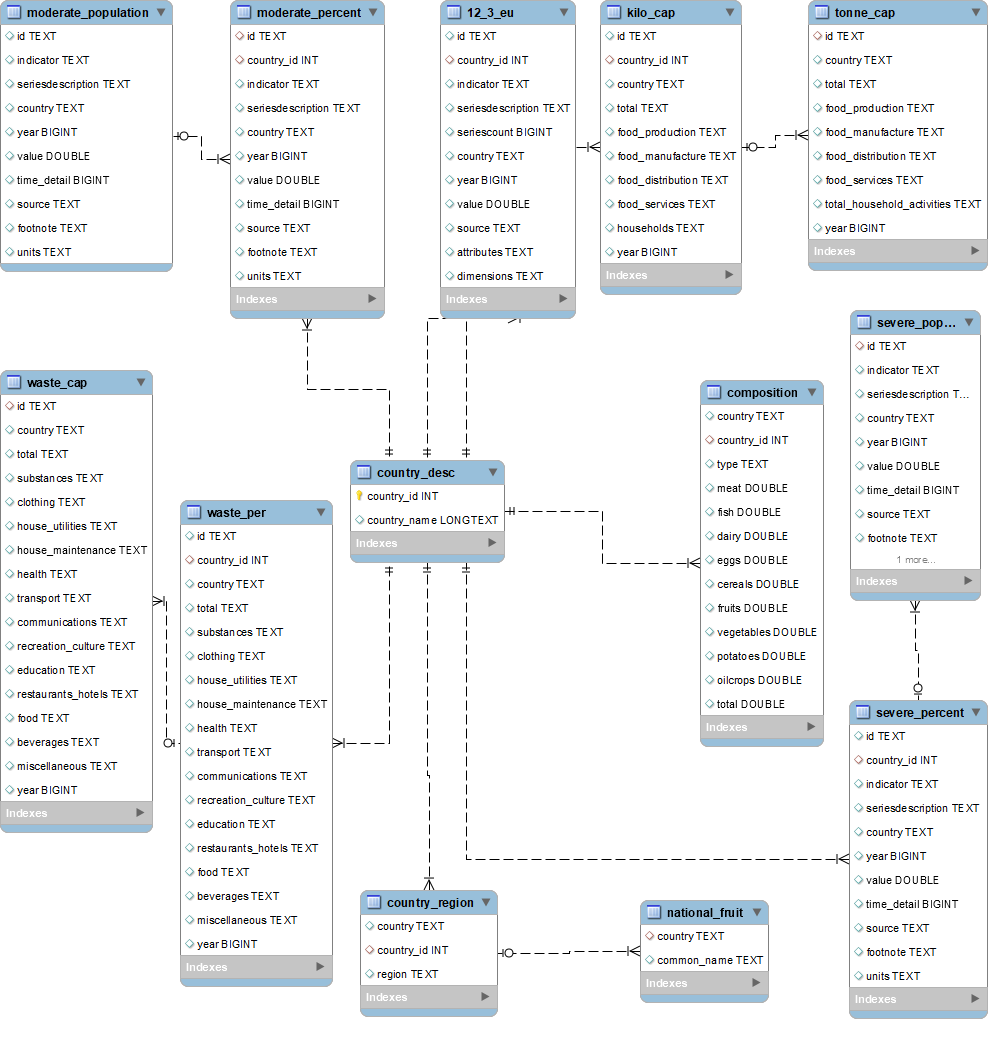 moderate_population
id TEXT
indicator TEXT
seriesdescription TEXT
country TEXT
year BIGINT
value DOUBLE
time_detail BIGINT
source TEXT
footnote TEXT
units TEXT
moderate_percent
id TEXT
country_id INT
indicator TEXT
seriesdescription TEXT
country TEXT
year BIGINT
value DOUBLE
time_detail BIGINT
source TEXT
footnote TEXT
units TEXT
Indexes
12_3_eu
id TEXT
country_id INT
indicator TEXT
seriesdescription TEXT
seriescount BIGINT
country TEXT
year BIGINT
value DOUBLE
source TEXT
attributes TEXT
dimensions TEXT
Indexes
kilo_cap
id TEXT
country_id INT
country TEXT
total TEXT
food_production TEXT
food_manufacture TEXT
food_distribution TEXT
food_services TEXT
households TEXT
year BIGINT
Indexes
tonne_cap
id TEXT
country TEXT
total TEXT
food_production TEXT
food_manufacture TEXT
food_distribution TEXT
food_services TEXT
total_household_activities TEXT
year BIGINT
Indexes
waste_cap
id TEXT
country TEXT
total TEXT
substances TEXT
clothing TEXT
house_utilities TEXT
house_maintenance TEXT
health TEXT
transport TEXT
communications TEXT
recreation_culture TEXT
education TEXT
restaurants_hotels TEXT
food TEXT
beverages TEXT
miscellaneous TEXT
year BIGINT
Indexes
waste_per
id TEXT
country_id INT
country TEXT
total TEXT
substances TEXT
clothing TEXT
house_utilities TEXT
house_maintenance TEXT
health TEXT
transport TEXT
communications TEXT
recreation_culture TEXT
education TEXT
restaurants_hotels TEXT
food TEXT
beverages TEXT
miscellaneous TEXT
year BIGINT
Indexes
country_desc
country_id INT
country_name LONGTEXT
Indexes
composition
country TEXT
country_id INT
type TEXT
meat DOUBLE
fish DOUBLE
dairy DOUBLE
eggs DOUBLE
cereals DOUBLE
fruits DOUBLE
vegetables DOUBLE
potatoes DOUBLE
oilcrops DOUBLE
total DOUBLE
Indexes
severe_pop...
id TEXT
indicator TEXT
seriesdescription T...
country TEXT
year BIGINT
value DOUBLE
time_detail BIGINT
source TEXT
footnote TEXT
1 more...
Indexes
severe_percent
id TEXT
country_id INT
indicator TEXT
seriesdescription TEXT
country TEXT
year BIGINT
value DOUBLE
time_detail BIGINT
source TEXT
footnote TEXT
units TEXT
Indexes
country_region
country TEXT
country_id INT
region TEXT
Indexes
national_fruit
country TEXT
common_name TEXT
Indexes